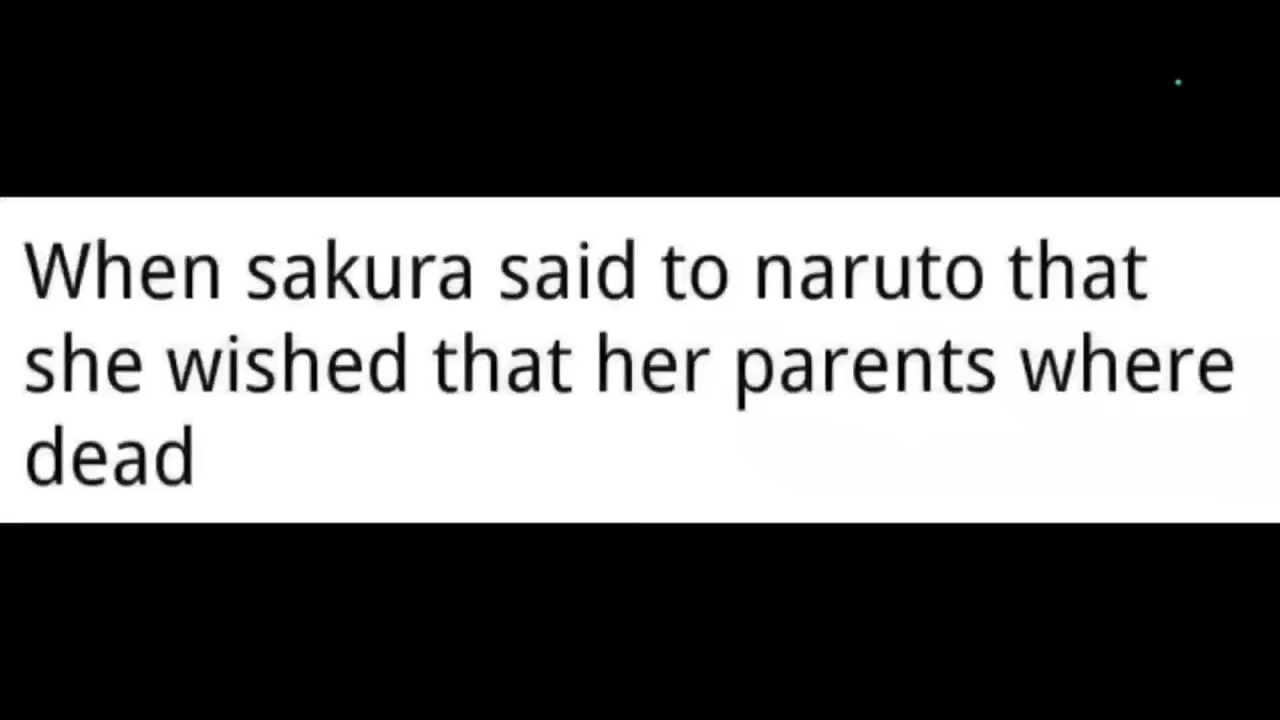 When sakura said to naruto that
she wished that her parents where
dead